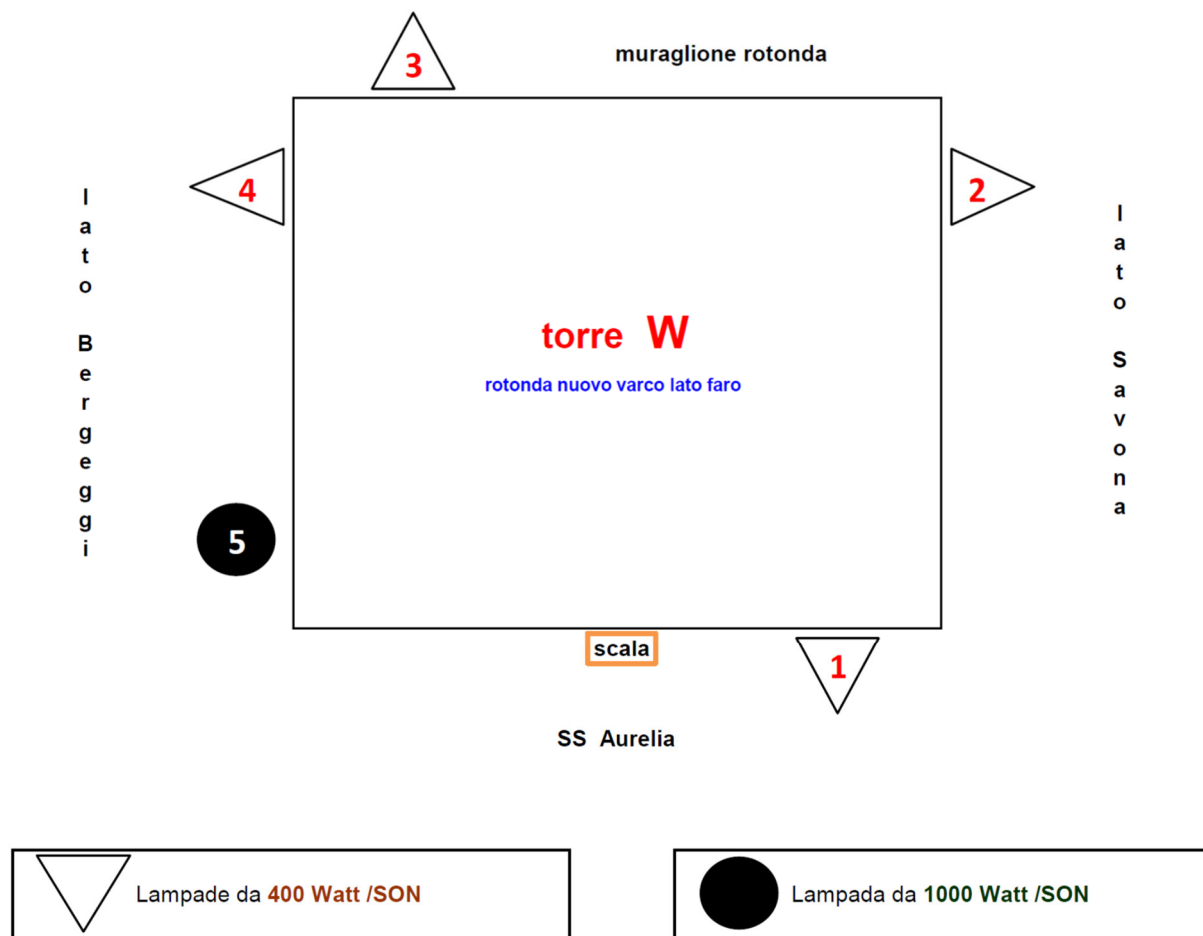 3
muraglione rotonda
4
2
lato Bergeggi
lato Savona
torre W
rotonda nuovo varco lato faro
5
scala
1
SS Aurelia
Lampade da 400 Watt /SON
Lampada da 1000 Watt /SON